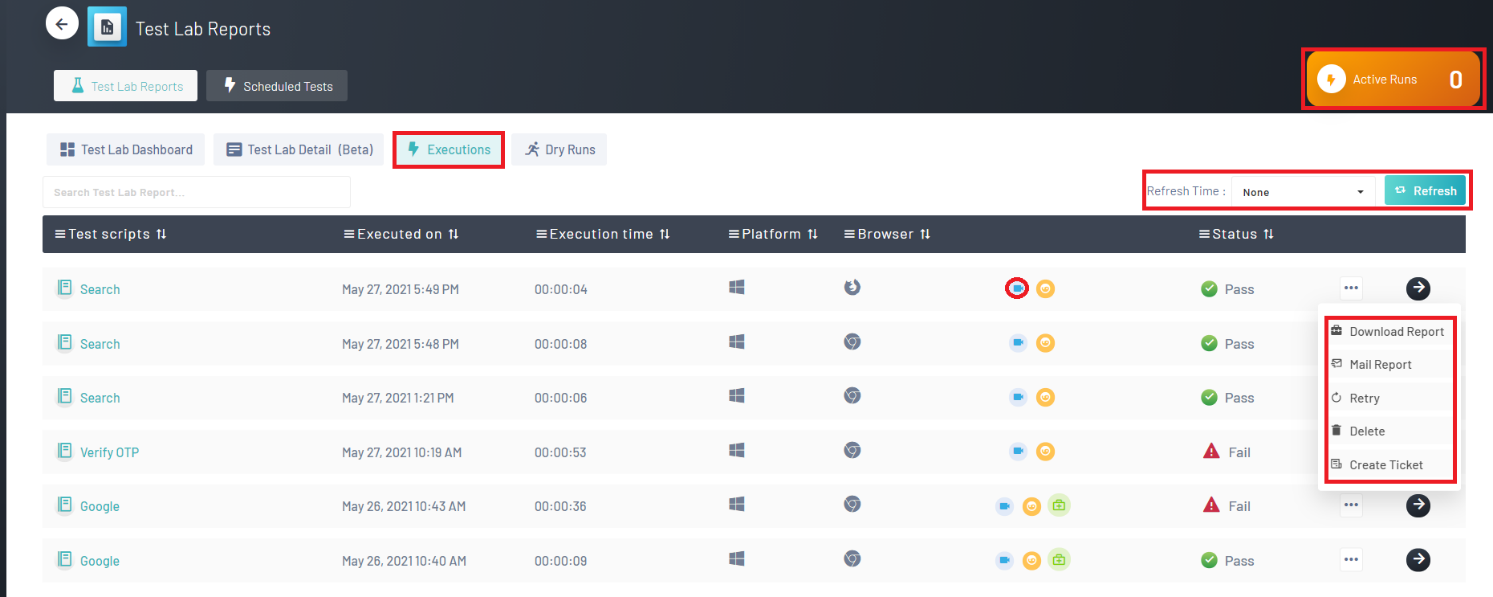 Test Lab Reports
Test Lab Reports Scheduled Tests
Active Runs 0
Test Lab Dashboard Test Lab Detail (Beta) Executions Dry Runs
Search Test Lab Report...
Refresh Time : None Refresh
Test scripts Executed on Execution time Platform Browser Status
Search May 27, 2021 5:49 PM 00:00:04 Pass
Search May 27, 2021 5:48 PM 00:00:08 Pass
Search May 27, 2021 1:21 PM 00:00:06 Pass
Verify OTP May 27, 2021 10:19 AM 00:00:53 Fail
Google May 26, 2021 10:43 AM 00:00:36 Fail
Google May 26, 2021 10:40 AM 00:00:09 Pass
Download Report
Mail Report
Retry
Delete
Create Ticket